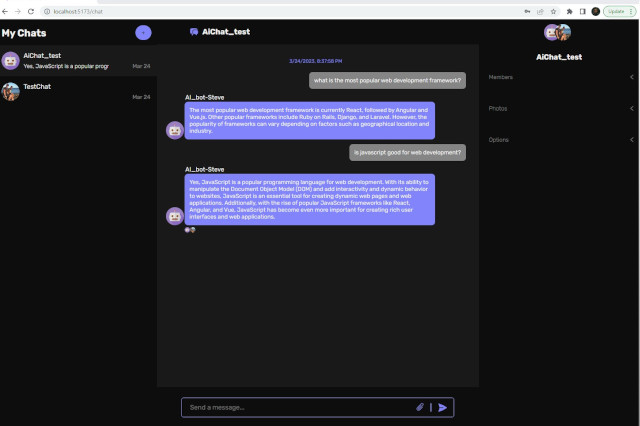 localhost:5173/chat
Update
My Chats
+
AiChat_test
AiChat_test
Yes, JavaScript is a popular progr
Mar 24
TestChat
Mar 24
3/24/2023, 8:37:08 PM
what is the most popular web development framework?
AI_bot-Steve
The most popular web development framework is currently React, followed by Angular and
Vue.js. Other popular frameworks include Ruby on Rails, Django, and Laravel. However, the
popularity of frameworks can vary depending on factors such as geographical location and
industry.
is javascript good for web development?
AI_bot-Steve
Yes, JavaScript is a popular programming language for web development. With its ability to
manipulate the Document Object Model (DOM) and add interactivity and dynamic behavior
to websites, JavaScript is an essential tool for creating dynamic web pages and web
applications. Additionally, with the rise of popular JavaScript frameworks like React,
Angular, and Vue, JavaScript has become even more important for creating rich user
interfaces and web applications.
Send a message...
AiChat_test
Members
Photos
Options